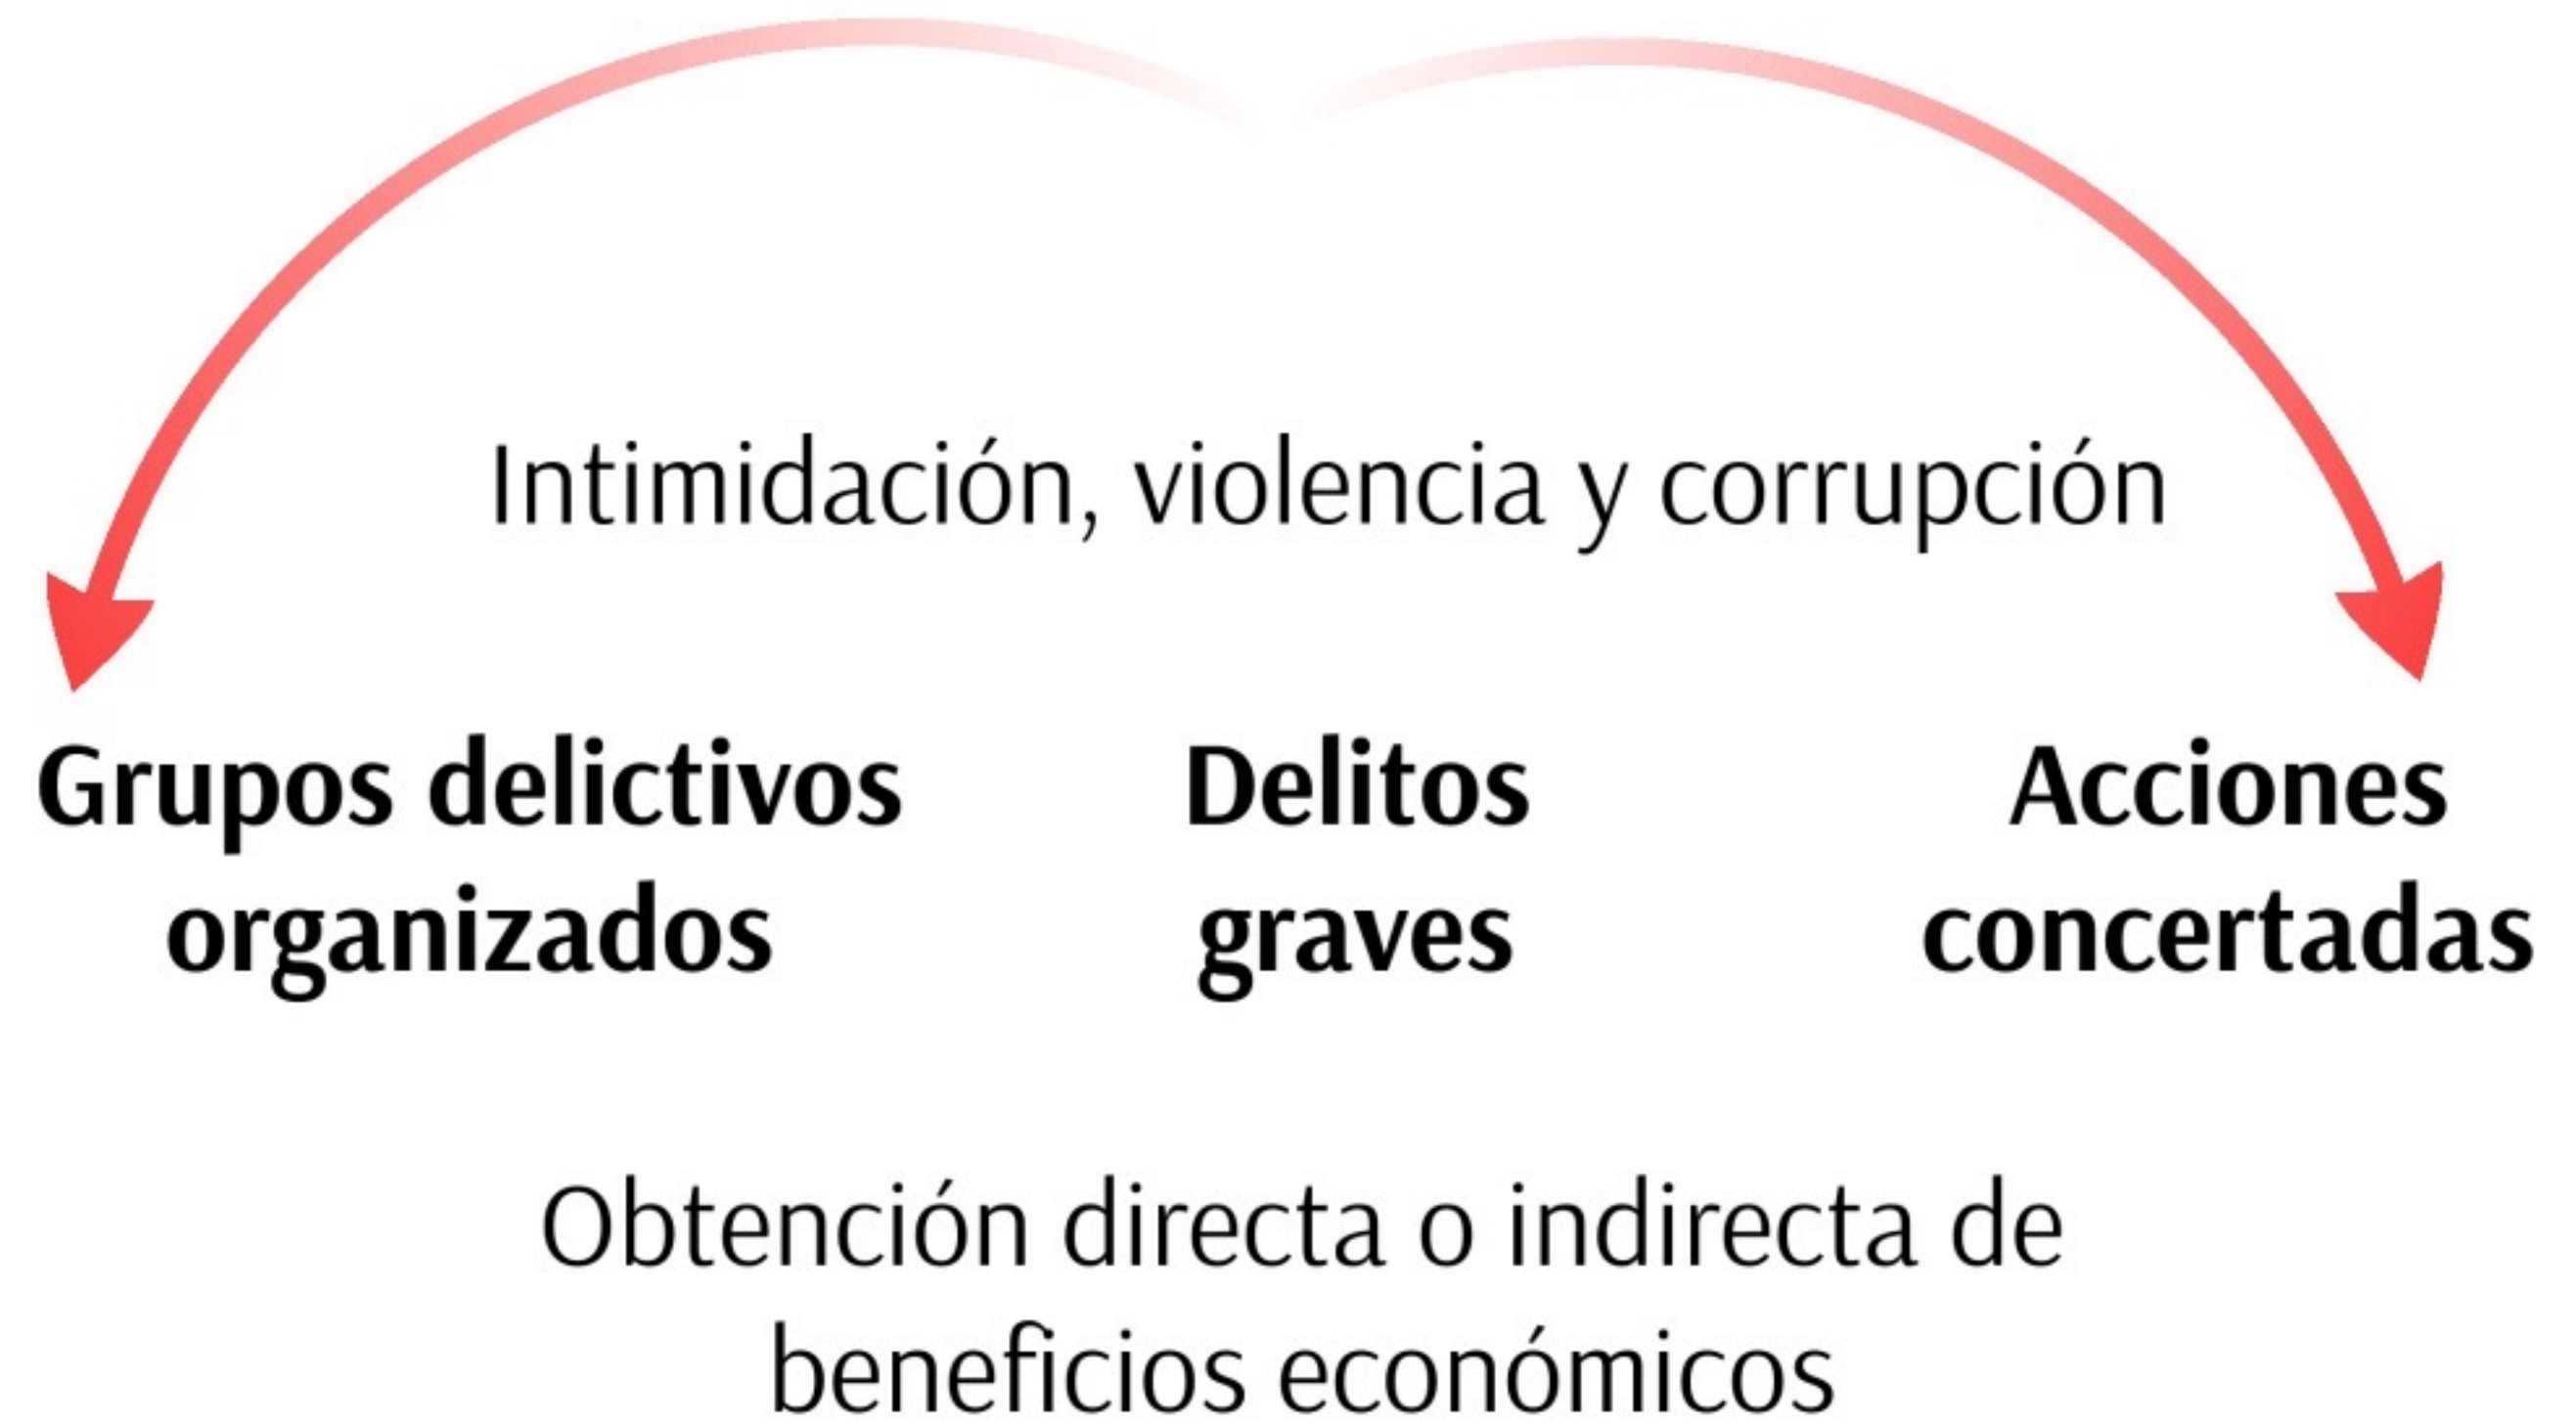 Intimidación, violencia y corrupción
Grupos delictivos
organizados
Delitos
graves
Acciones
concertadas
Obtención directa o indirecta de
beneficios económicos